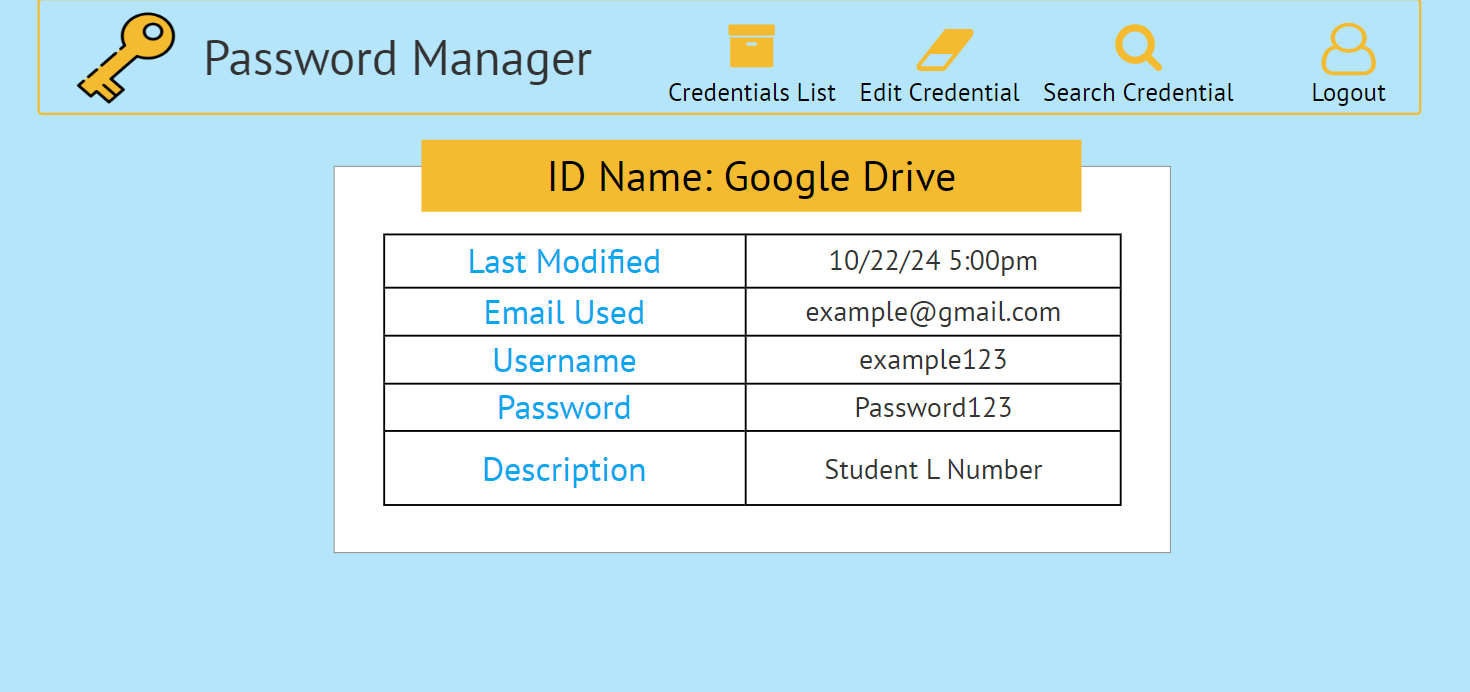 Password Manager
Credentials List
Edit Credential
Search Credential
Logout
ID Name: Google Drive
Last Modified 10/22/24 5:00pm
Email Used example@gmail.com
Username example123
Password Password123
Description Student L Number